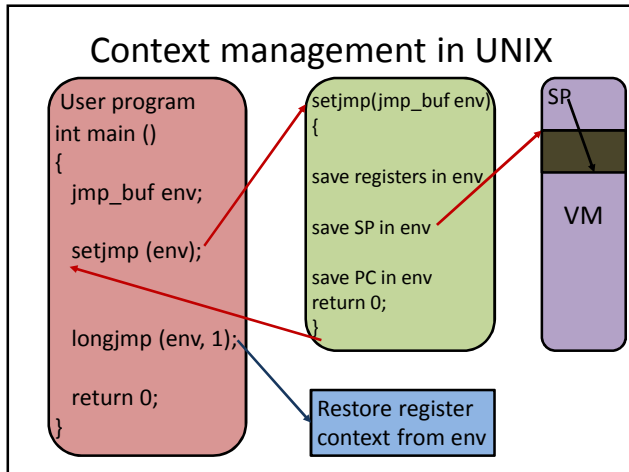 Context management in UNIX
User program
int main ()
{
jmp_buf env;
setjmp (env);
longjmp (env, 1);
return 0;
}
setjmp(jmp_buf env)
{
save registers in env
save SP in env
save PC in env
return 0;
}
Restore register
context from env
SP
VM